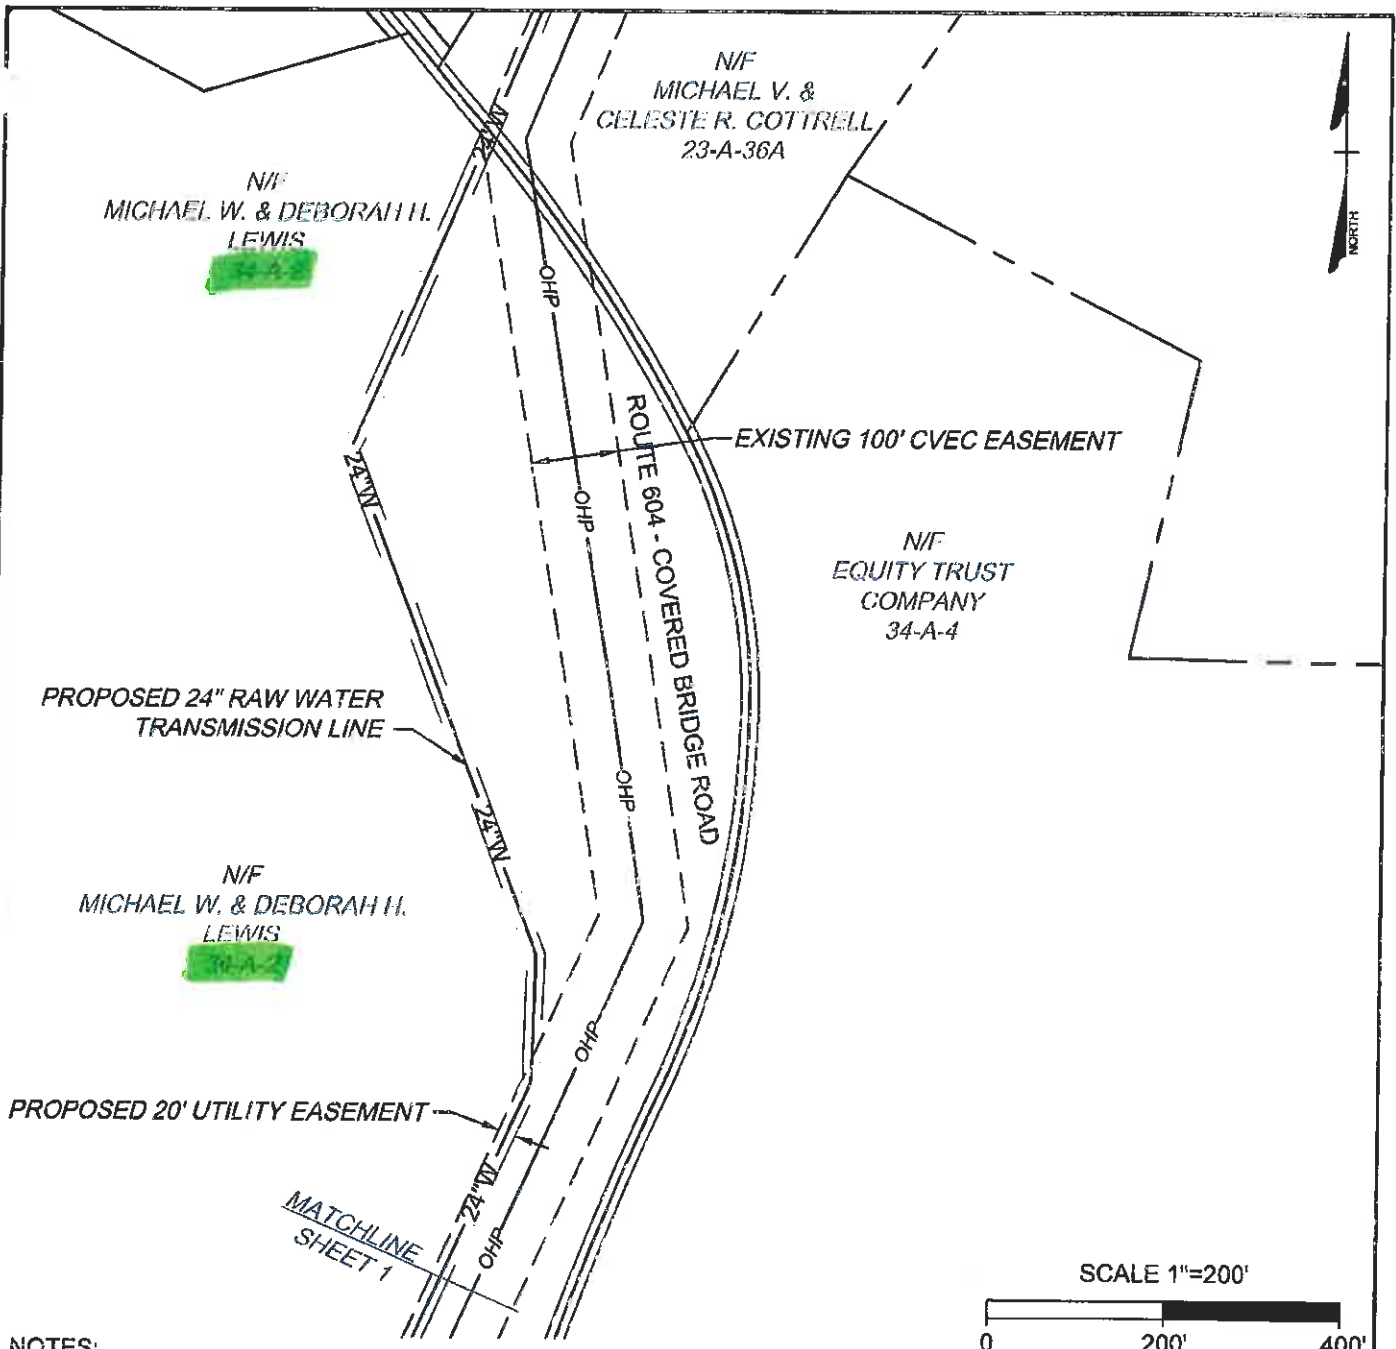 N/F
MICHAEL V. &
CELESTE R. COTTRELL
23-A-36A
NORTH
24"W
N/F
MICHAEL W. & DEBORAH H.
LEWIS
OHP
ROUTE 604 - COVERED BRIDGE ROAD
EXISTING 100' CVEC EASEMENT
24"W
OHP
N/F
EQUITY TRUST
COMPANY
34-A-4
PROPOSED 24" RAW WATER
TRANSMISSION LINE
OHP
24"W
N/F
MICHAEL W. & DEBORAH H.
LEWIS
OHP
PROPOSED 20' UTILITY EASEMENT
24"W
MATCHLINE
SHEET 1
OHP
SCALE 1"=200'
0 200' 400'
NOTES: